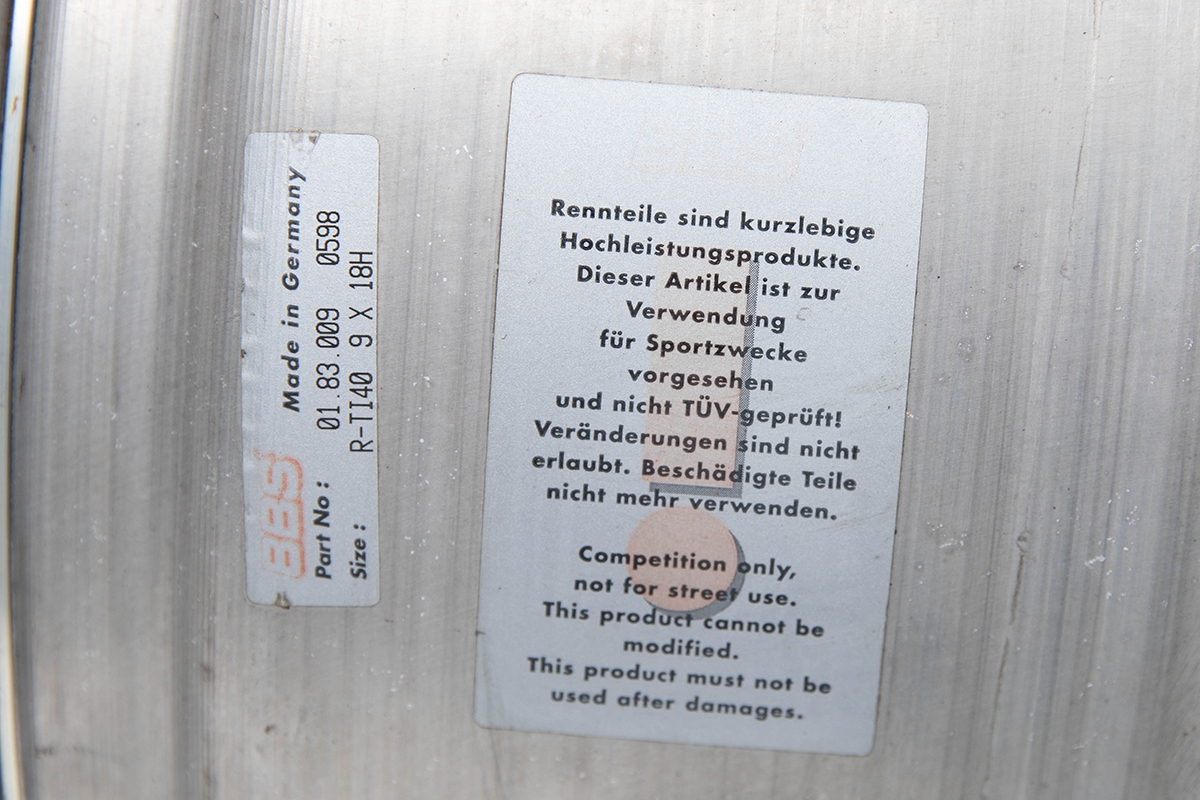 BBS
Made in Germany
Part No : 01.83.009 0598
Size : R-TI40 9 X 18H
Rennteile sind kurzlebige
Hochleistungsprodukte.
Dieser Artikel ist zur
Verwendung
für Sportzwecke
vorgesehen
und nicht TÜV-geprüft!
Veränderungen sind nicht
erlaubt. Beschädigte Teile
nicht mehr verwenden.
Competition only,
not for street use.
This product cannot be
modified.
This product must not be
used after damages.